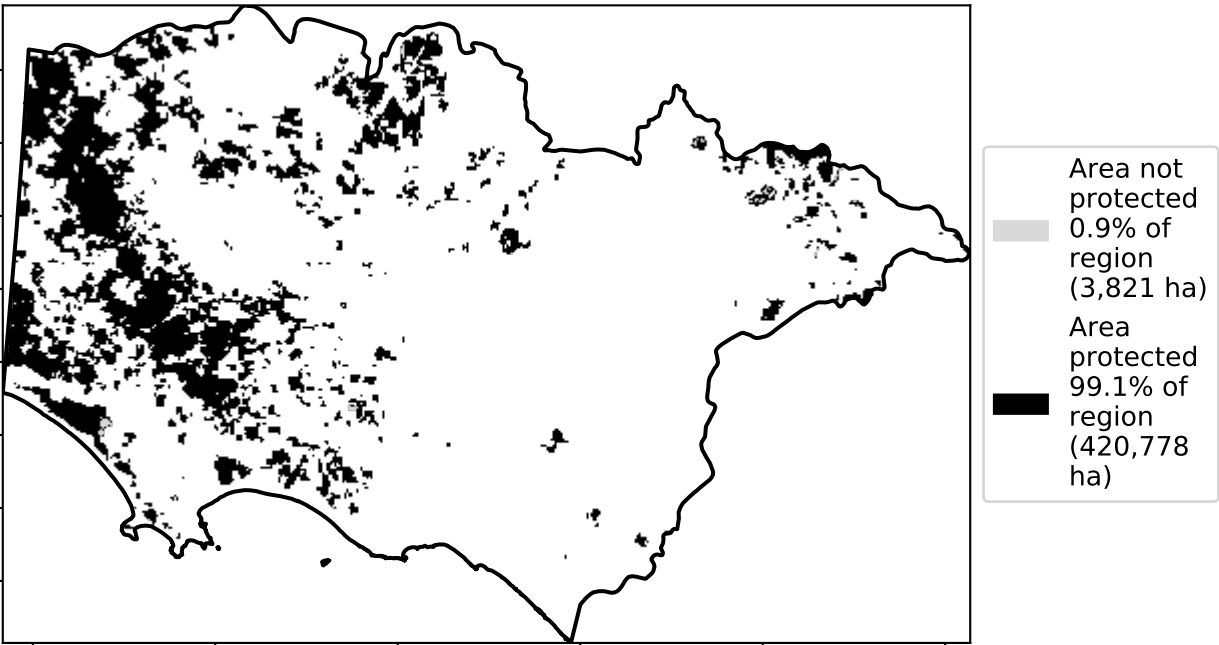 Area not
protected
0.9% of
region
(3,821 ha)
Area
protected
99.1% of
region
(420,778
ha)